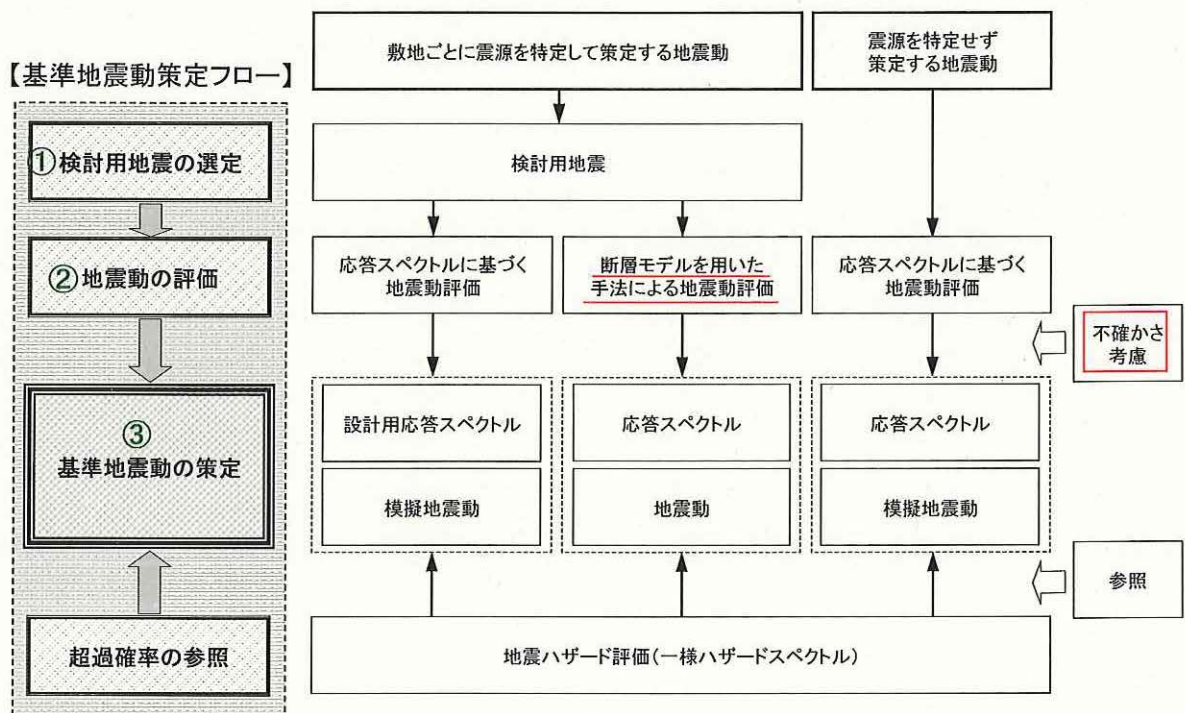 【基準地震動策定フロー】
①検討用地震の選定
②地震動の評価
③
基準地震動の策定
超過確率の参照
敷地ごとに震源を特定して策定する地震動
震源を特定せず
策定する地震動
検討用地震
応答スペクトルに基づく
地震動評価
断層モデルを用いた
手法による地震動評価
応答スペクトルに基づく
地震動評価
不確かさ
考慮
設計用応答スペクトル
模擬地震動
応答スペクトル
地震動
応答スペクトル
模擬地震動
参照
地震ハザード評価(一様ハザードスペクトル)